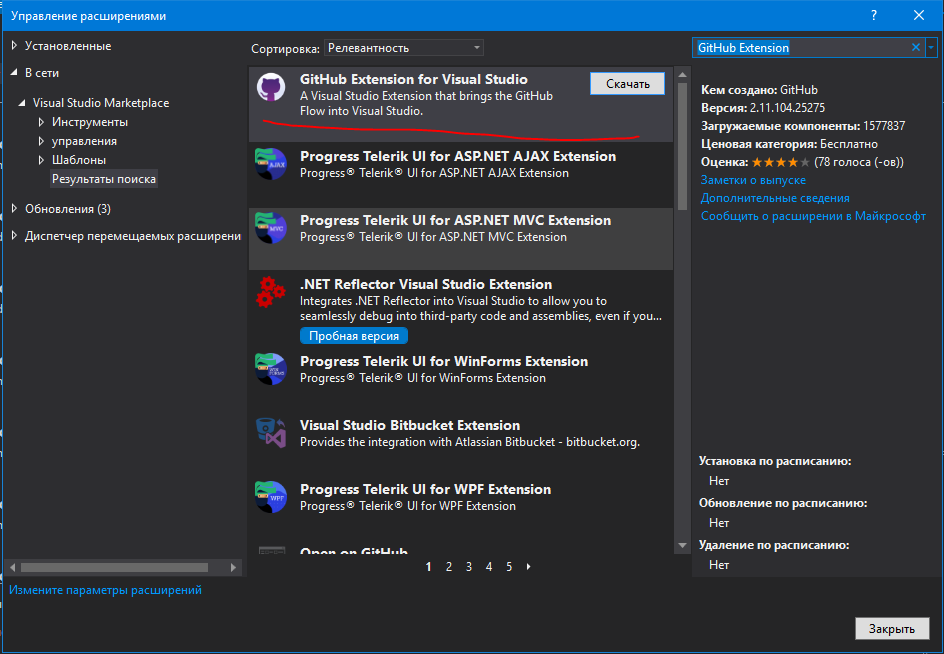 Управление расширениями
?
Установленные
В сети
Visual Studio Marketplace
Инструменты
управления
Шаблоны
Результаты поиска
Обновления (3)
Диспетчер перемещаемых расширени
Измените параметры расширений
Сортировка: Релевантность
GitHub Extension for Visual Studio
A Visual Studio Extension that brings the GitHub
Flow into Visual Studio.
Скачать
AJAX
Progress Telerik UI for ASP.NET AJAX Extension
Progress® Telerik® UI for ASP.NET AJAX Extension
MVC
Progress Telerik UI for ASP.NET MVC Extension
Progress® Telerik® UI for ASP.NET MVC Extension
.NET Reflector Visual Studio Extension
Integrates .NET Reflector into Visual Studio to allow you to
seamlessly debug into third-party code and assemblies, even if you...
Пробная версия
WIN
FORMS
Progress Telerik UI for WinForms Extension
Progress® Telerik® UI for WinForms Extension
Visual Studio Bitbucket Extension
Provides the integration with Atlassian Bitbucket - bitbucket.org.
WPF
Progress Telerik UI for WPF Extension
Progress® Telerik® UI for WPF Extension
Open on GitHub
1 2 3 4 5
GitHub Extension
Кем создано: GitHub
Версия: 2.11.104.25275
Загружаемые компоненты: 1577837
Ценовая категория: Бесплатно
Оценка: (78 голоса (-ов))
Заметки о выпуске
Дополнительные сведения
Сообщить о расширении в Майкрософт
Установка по расписанию:
Нет
Обновление по расписанию:
Нет
Удаление по расписанию:
Нет
Закрыть